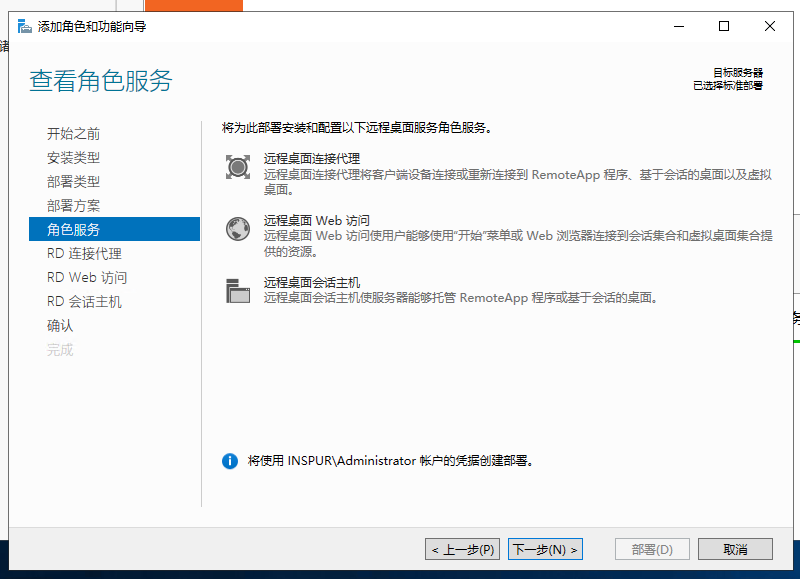 添加角色和功能向导
查看角色服务
目标服务器
已选择标准部署
开始之前
安装类型
部署类型
部署方案
角色服务
RD 连接代理
RD Web 访问
RD 会话主机
确认
完成
将为此部署安装和配置以下远程桌面服务角色服务。
远程桌面连接代理
远程桌面连接代理将客户端设备连接或重新连接到 RemoteApp 程序、基于会话的桌面以及虚拟
桌面。
远程桌面 Web 访问
远程桌面 Web 访问使用户能够使用“开始”菜单或 Web 浏览器连接到会话集合和虚拟桌面集合提
供的资源。
远程桌面会话主机
远程桌面会话主机使服务器能够托管 RemoteApp 程序或基于会话的桌面。
将使用 INSPUR\Administrator 帐户的凭据创建部署。
< 上一步(P)
下一步(N) >
部署(D)
取消